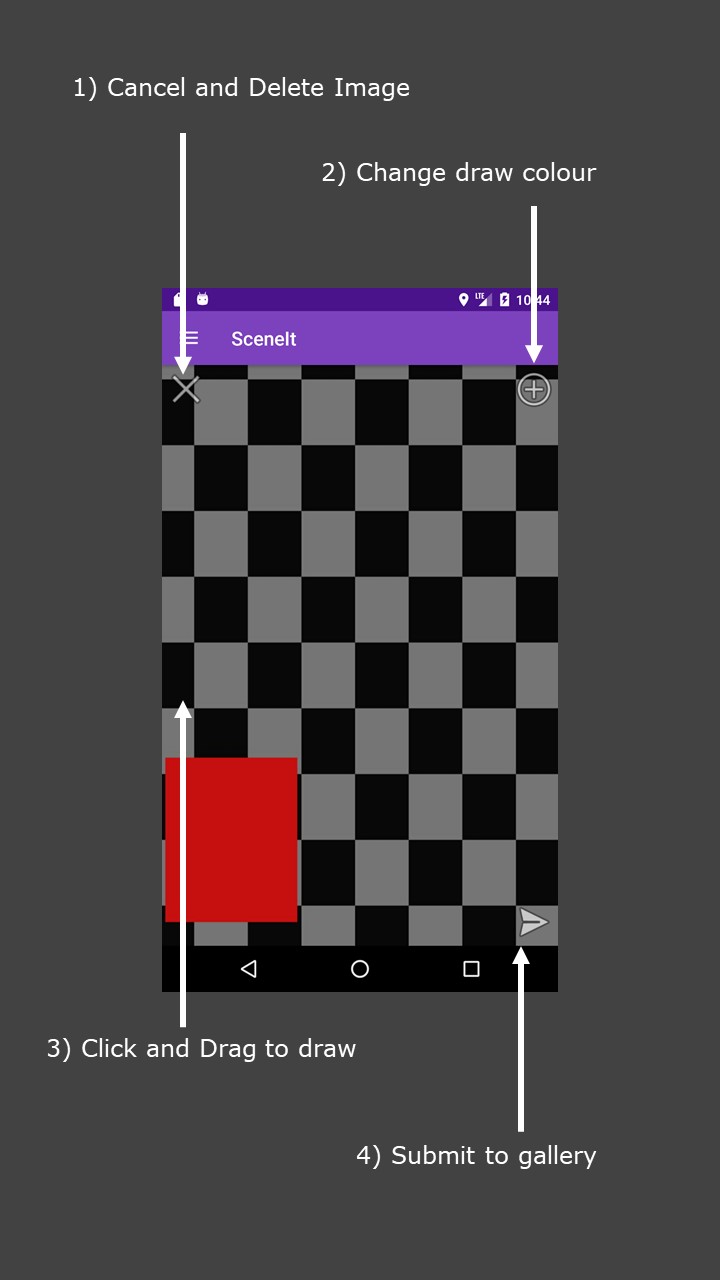 1) Cancel and Delete Image
2) Change draw colour
LTE 10:44
SceneIt
3) Click and Drag to draw
4) Submit to gallery